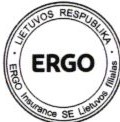 LIETUVOS RESPUBLIKA
ERGO
ERGO Insurance SE Lietuvos filialas